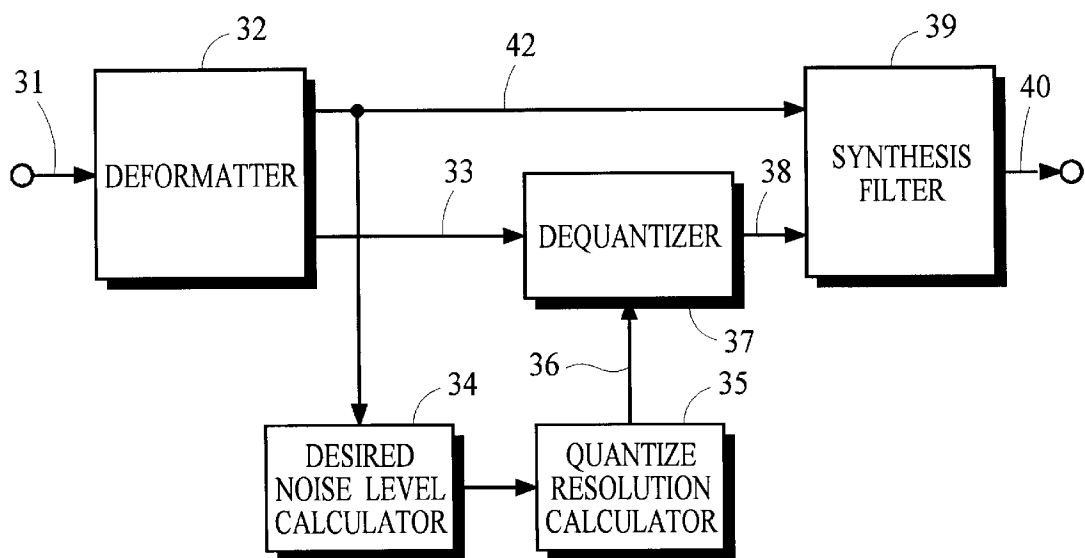 32
42
39
31
40
DEFORMATTER
SYNTHESIS
FILTER
33
38
DEQUANTIZER
37
36
34
35
DESIRED
NOISE LEVEL
CALCULATOR
QUANTIZE
RESOLUTION
CALCULATOR